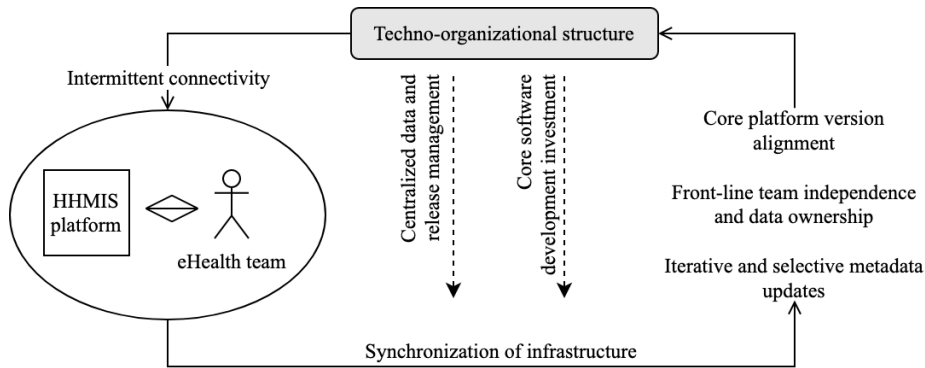 Techno-organizational structure
Intermittent connectivity
HHMIS
platform
eHealth team
Centralized data and
release management
Core software
development investment
Core platform version
alignment
Front-line team independence
and data ownership
Iterative and selective metadata
updates
Synchronization of infrastructure